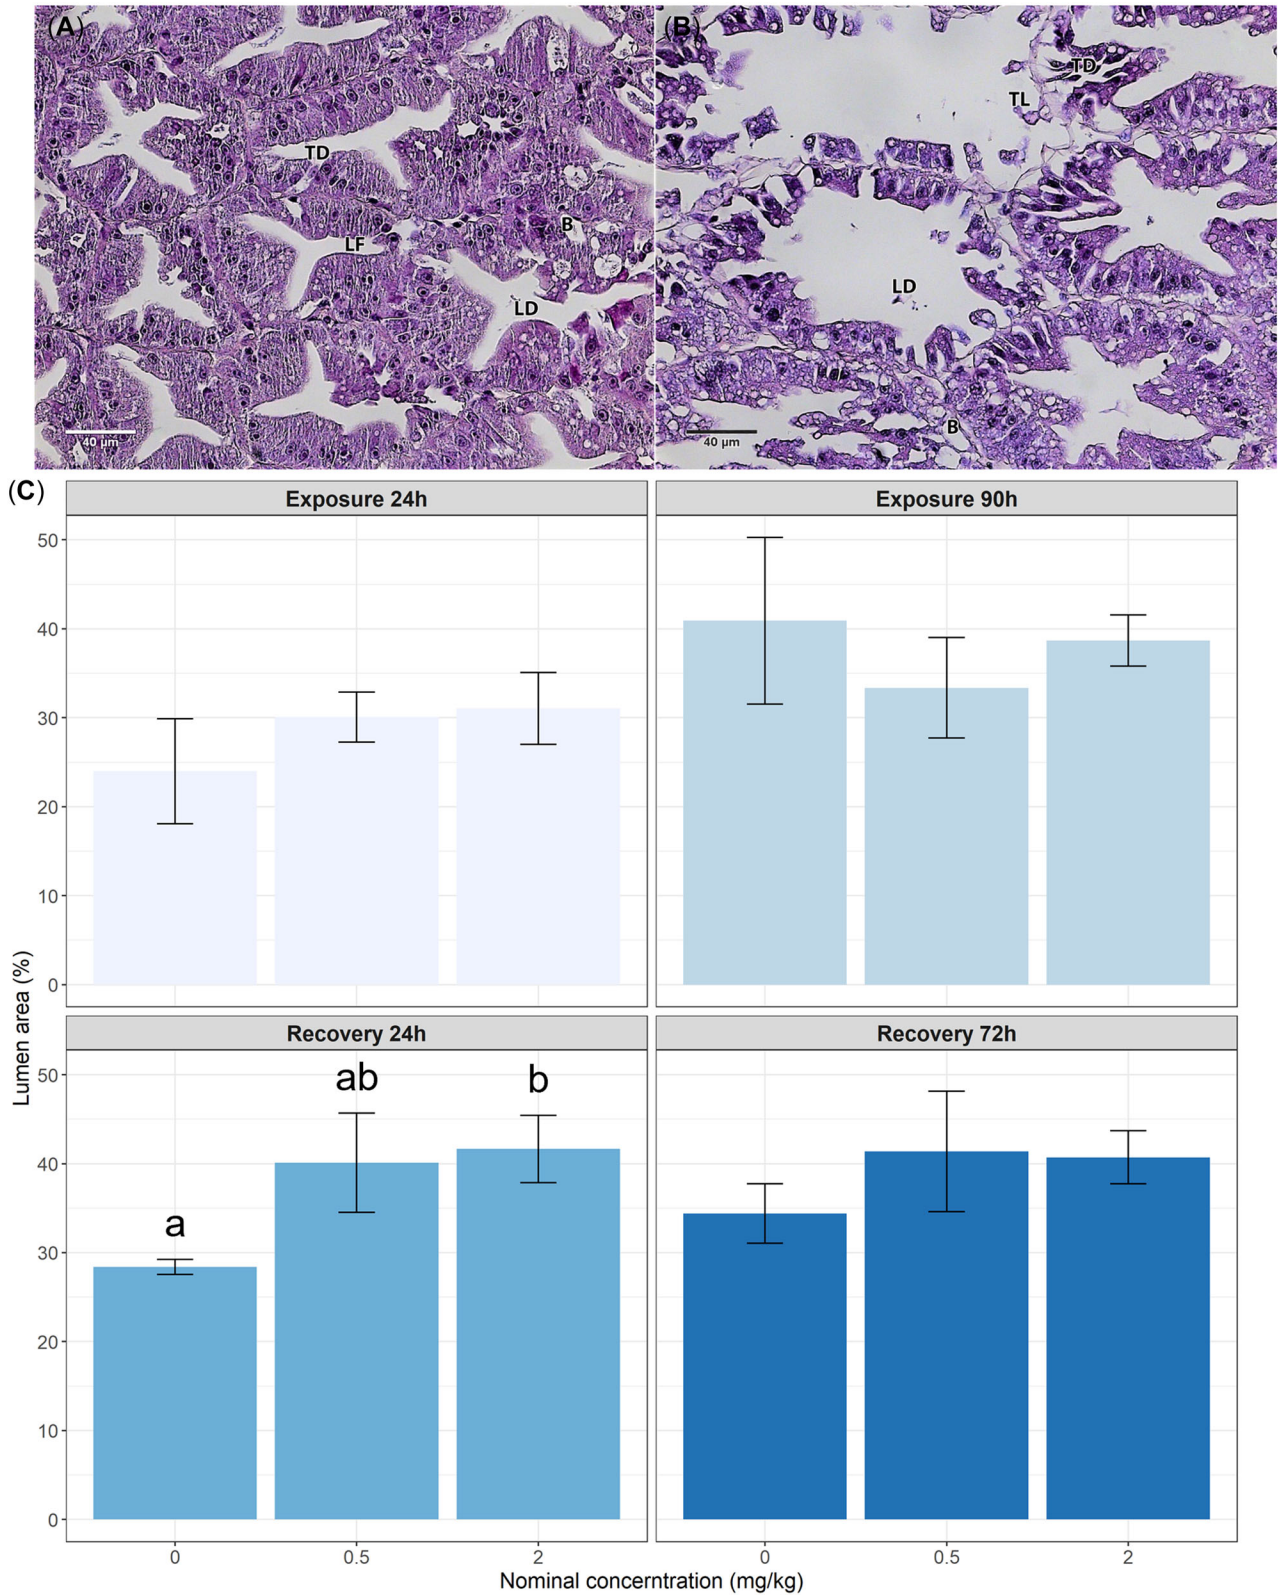 (A)
TD
LF
B
LD
40 µm
(B)
TD
TL
LD
B
40 µm
(C)
Exposure 24h
Exposure 90h
50
40
30
20
10
0
Recovery 24h
Recovery 72h
50
40
30
20
10
0
a
ab
b
0
0.5
2
0
0.5
2
Lumen area (%)
Nominal concerntration (mg/kg)